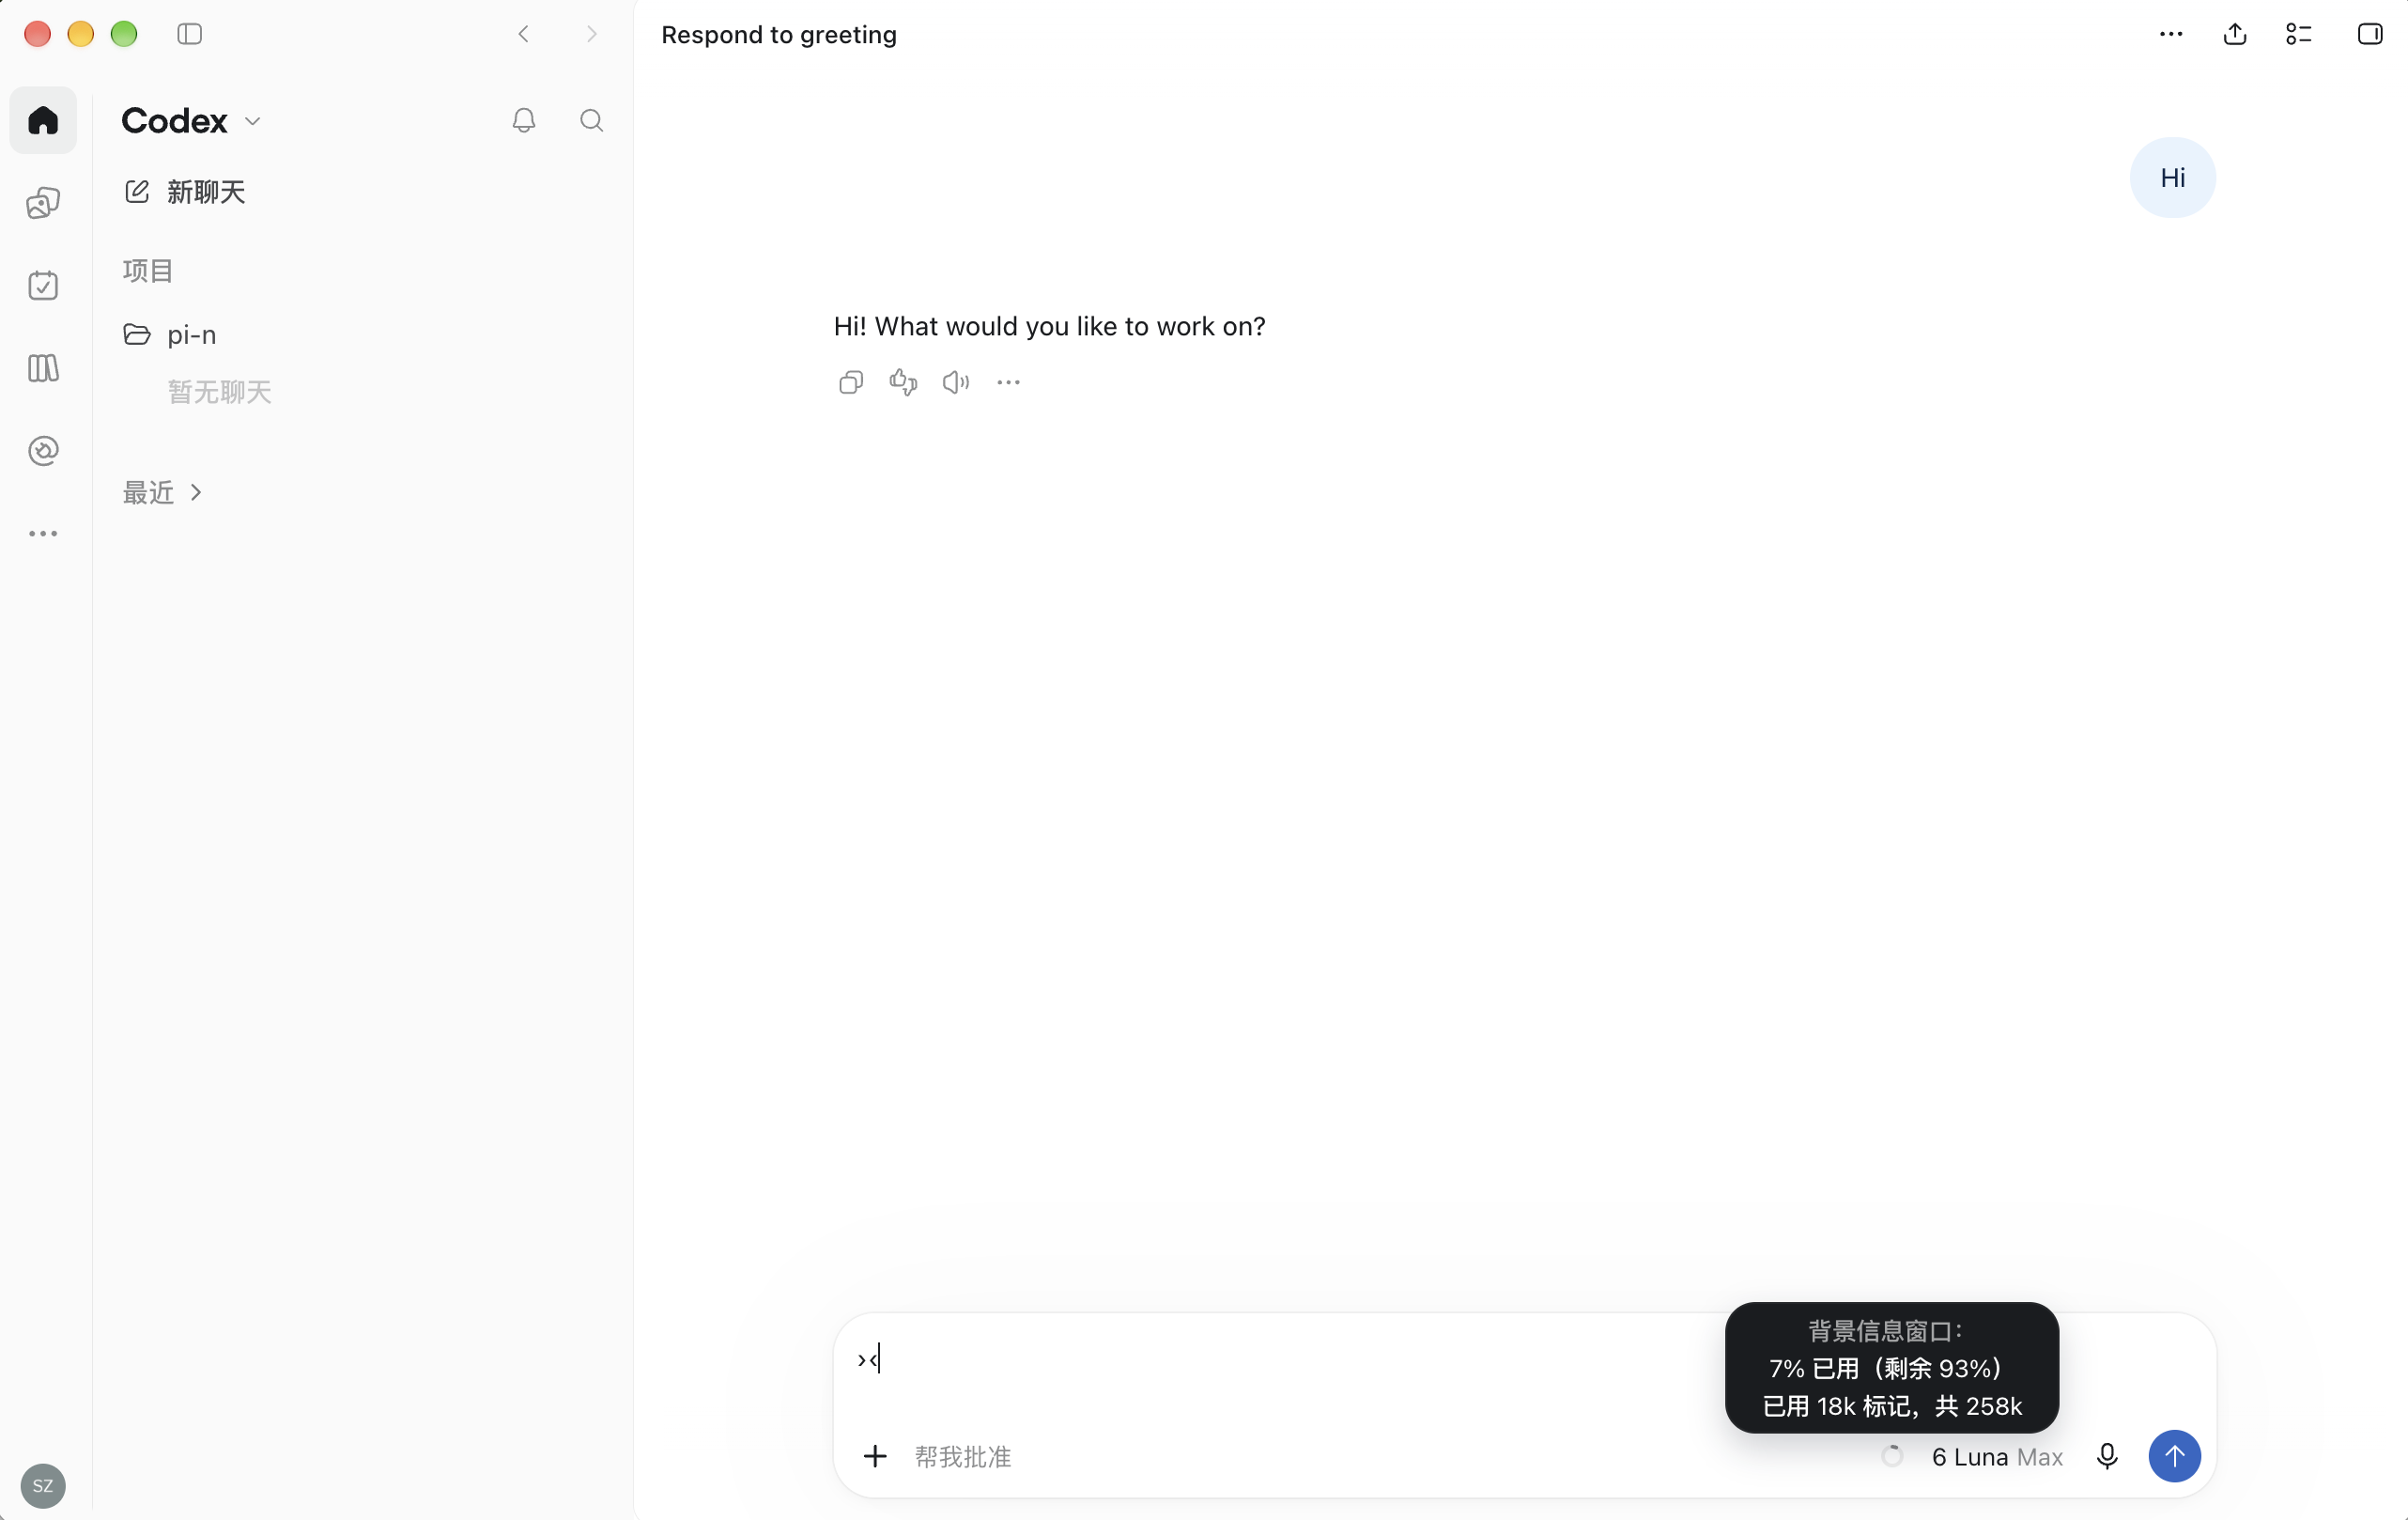 Respond to greeting
Codex
新聊天
项目
pi-n
暂无聊天
最近
SZ
Hi
Hi! What would you like to work on?
›‹
背景信息窗口:
7% 已用（剩余 93%）
已用 18k 标记，共 258k
帮我批准
6 Luna Max